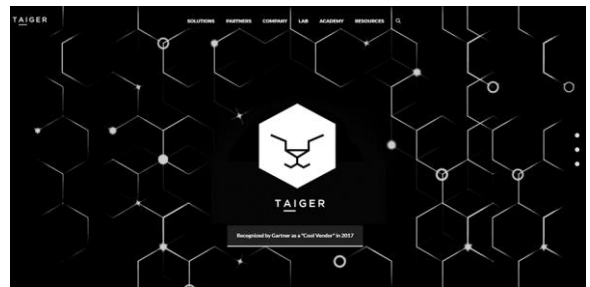 TAIGER
SOLUTIONS PARTNERS COMPANY LAB ACADEMY RESOURCES
TAIGER
Recognized by Gartner as a "Cool Vendor" in 2017